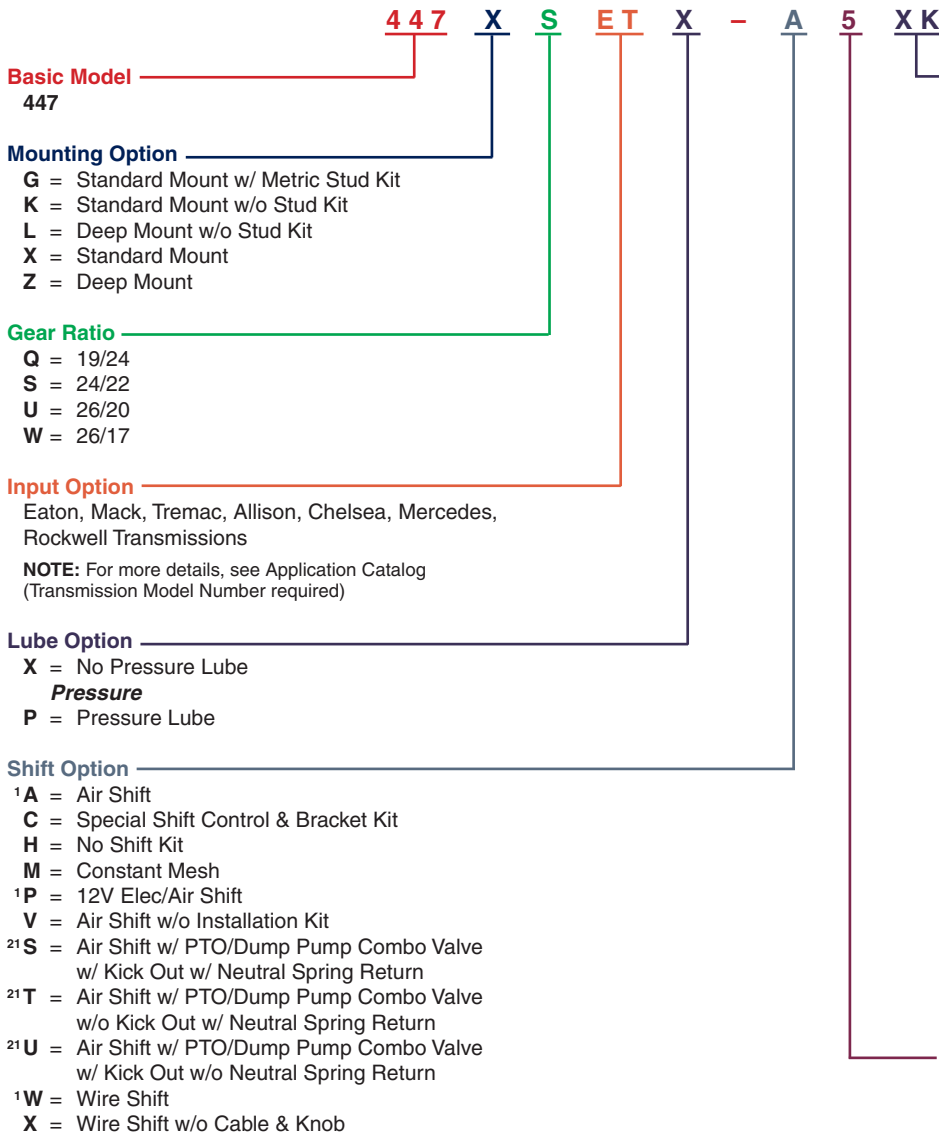 447 X S ET X – A 5 XK
Basic Model
447
Mounting Option
G = Standard Mount w/ Metric Stud Kit
K = Standard Mount w/o Stud Kit
L = Deep Mount w/o Stud Kit
X = Standard Mount
Z = Deep Mount
Gear Ratio
Q = 19/24
S = 24/22
U = 26/20
W = 26/17
Input Option
Eaton, Mack, Tremac, Allison, Chelsea, Mercedes,
Rockwell Transmissions
NOTE: For more details, see Application Catalog
(Transmission Model Number required)
Lube Option
X = No Pressure Lube
Pressure
P = Pressure Lube
Shift Option
¹A = Air Shift
C = Special Shift Control & Bracket Kit
H = No Shift Kit
M = Constant Mesh
¹P = 12V Elec/Air Shift
V = Air Shift w/o Installation Kit
²¹S = Air Shift w/ PTO/Dump Pump Combo Valve
w/ Kick Out w/ Neutral Spring Return
²¹T = Air Shift w/ PTO/Dump Pump Combo Valve
w/o Kick Out w/ Neutral Spring Return
²¹U = Air Shift w/ PTO/Dump Pump Combo Valve
w/ Kick Out w/o Neutral Spring Return
¹W = Wire Shift
X = Wire Shift w/o Cable & Knob